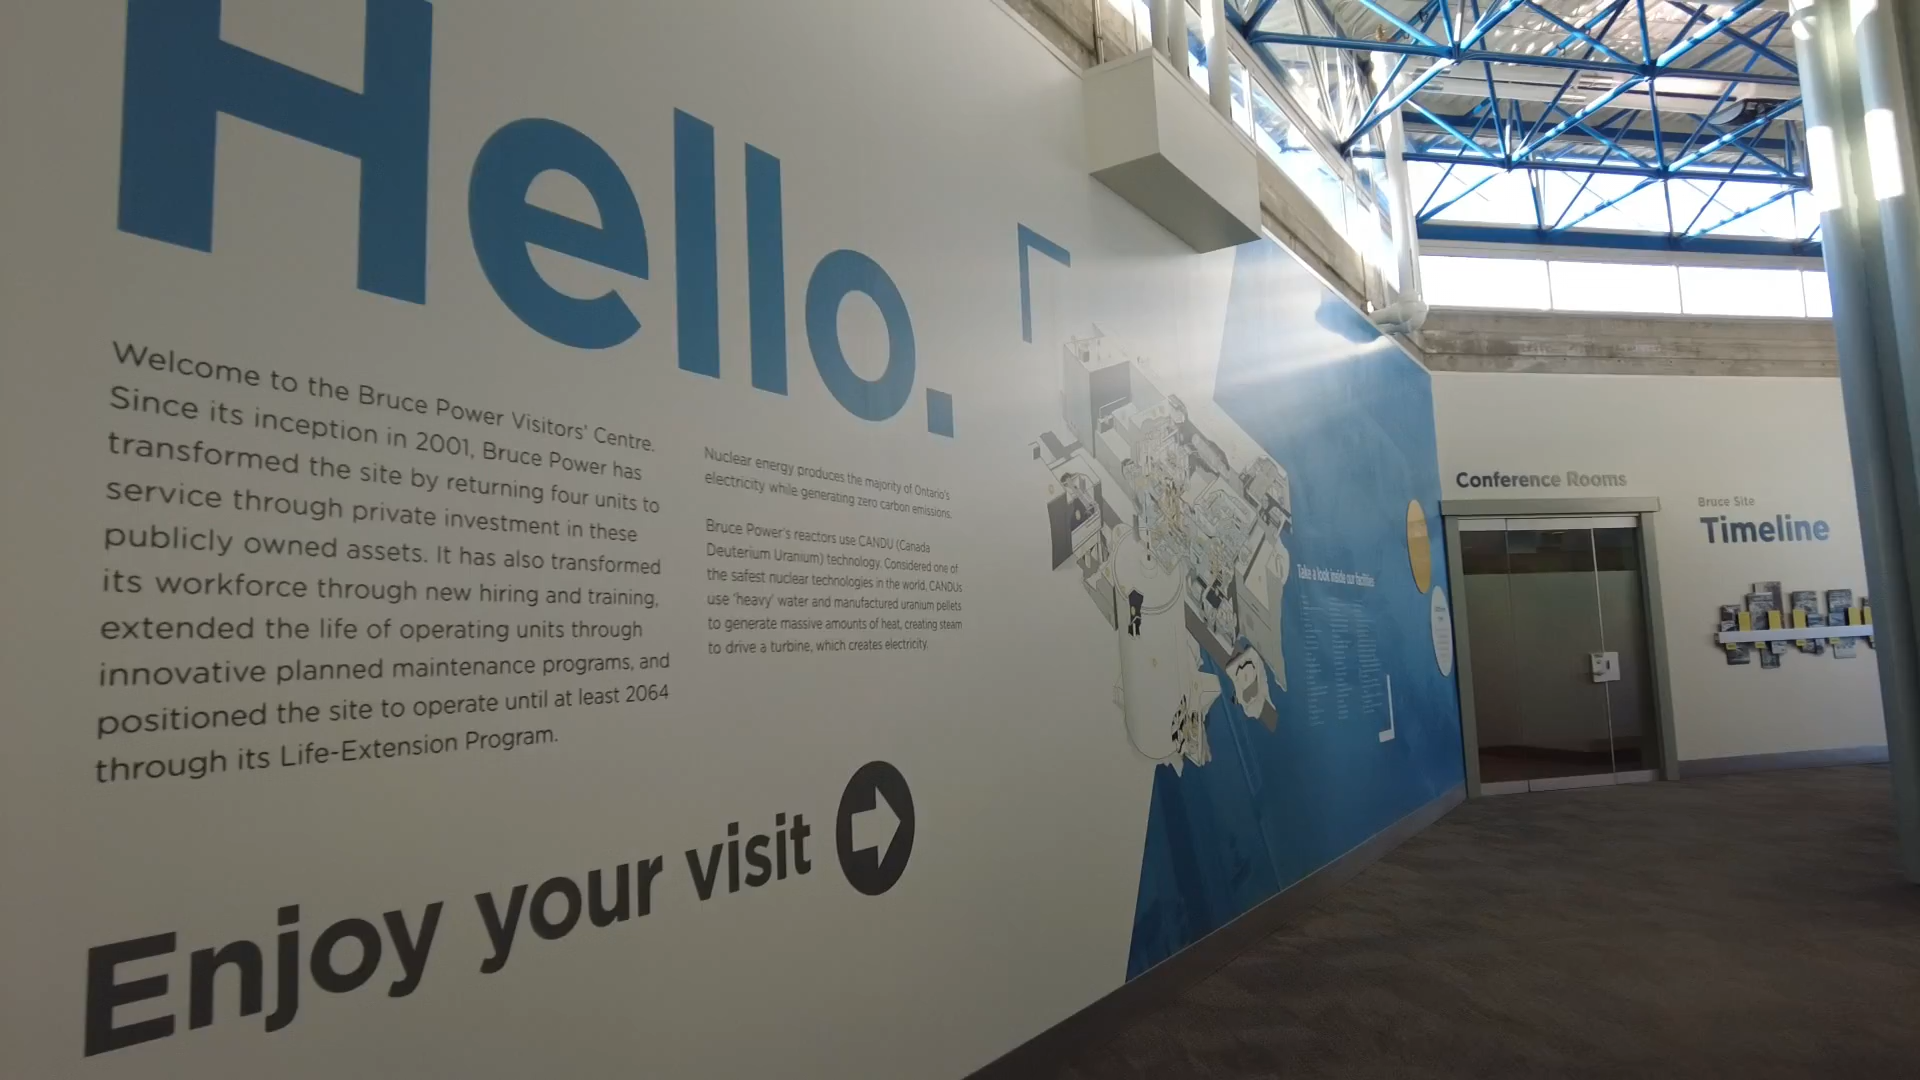 Hello.
Welcome to the Bruce Power Visitors' Centre.
Since its inception in 2001, Bruce Power has
transformed the site by returning four units to
service through private investment in these
publicly owned assets. It has also transformed
its workforce through new hiring and training,
extended the life of operating units through
innovative planned maintenance programs, and
positioned the site to operate until at least 2064
through its Life-Extension Program.
Nuclear energy produces the majority of Ontario's
electricity while generating zero carbon emissions.
Bruce Power's reactors use CANDU (Canada
Deuterium Uranium) technology. Considered one of
the safest nuclear technologies in the world, CANDUs
use 'heavy' water and manufactured uranium pellets
to generate massive amounts of heat, creating steam
to drive a turbine, which creates electricity.
Enjoy your visit
Take a look inside our facilities
Conference Rooms
Bruce Site
Timeline